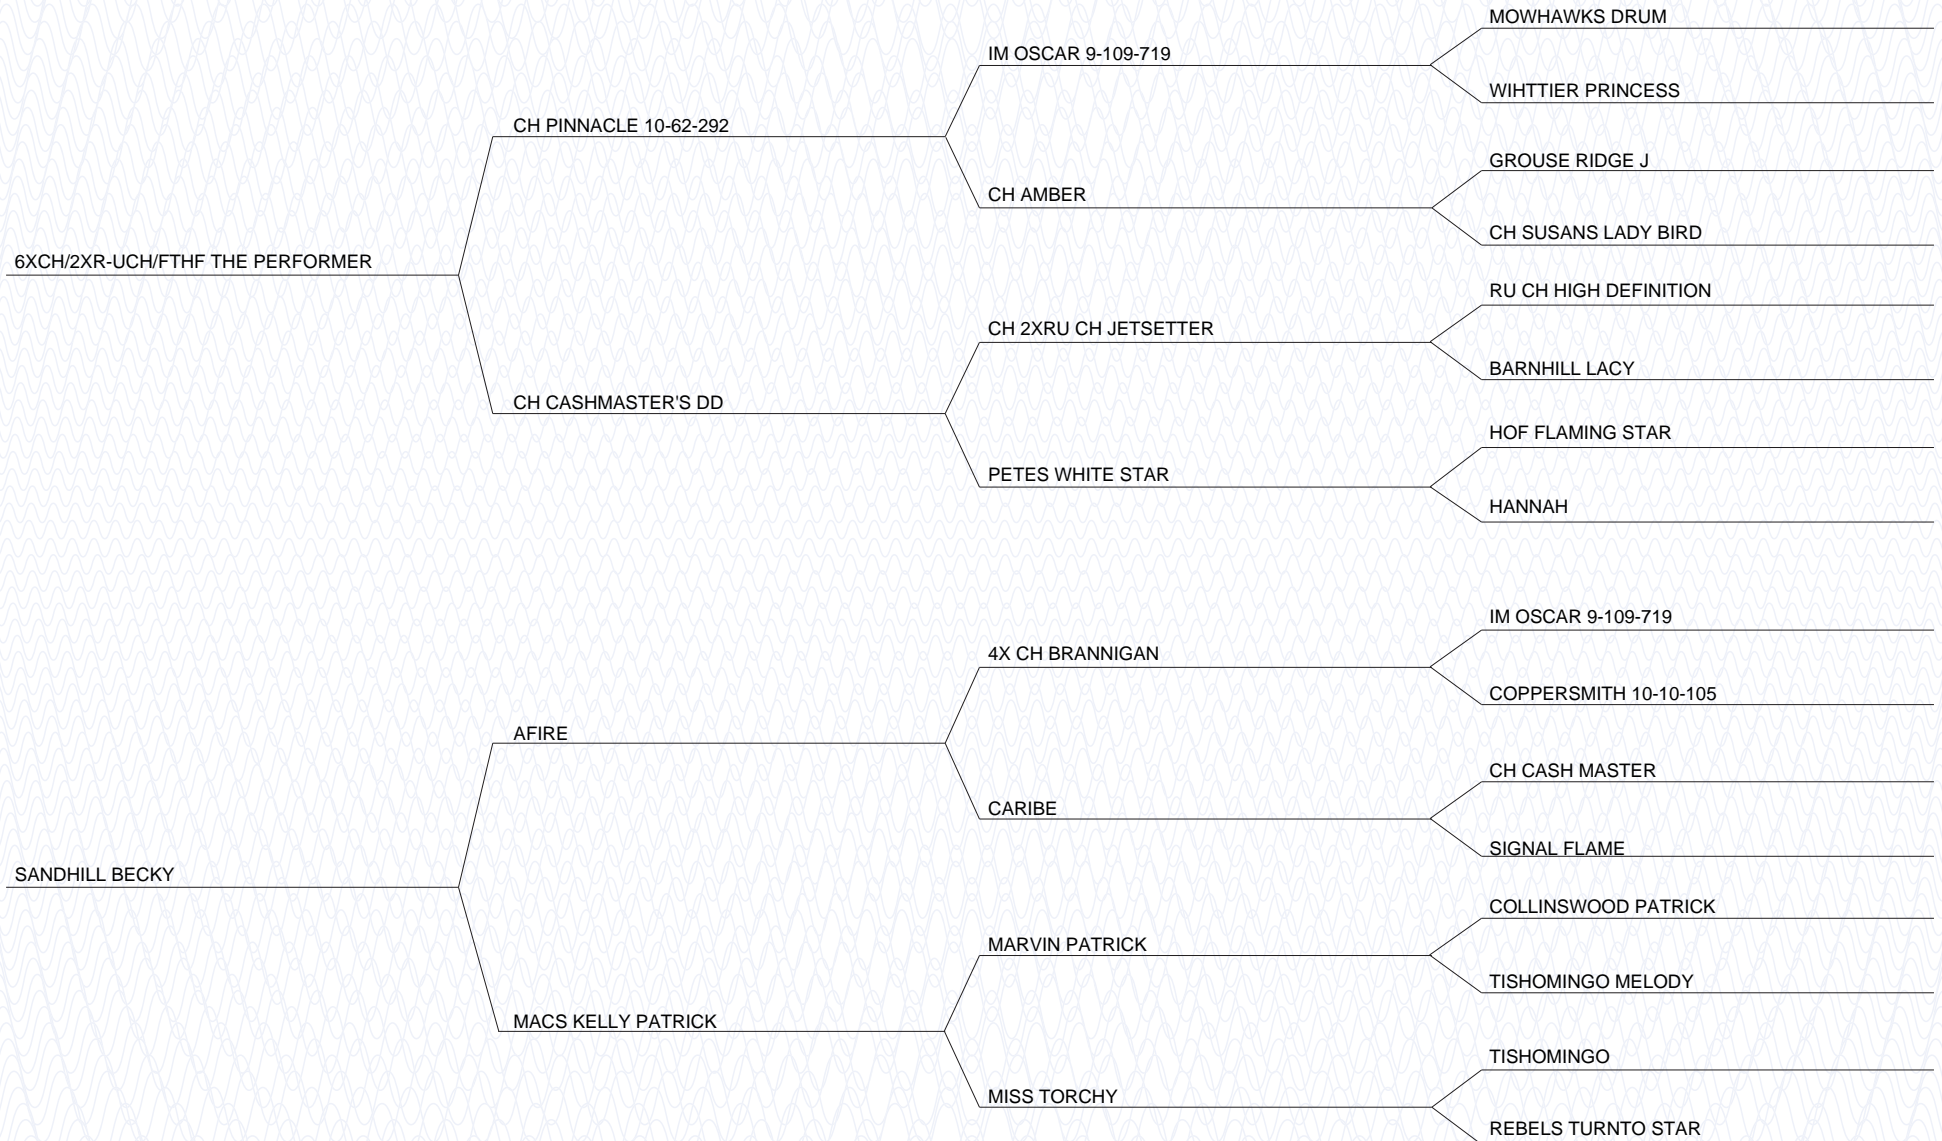 MOWHAWKS DRUM
IM OSCAR 9-109-719
WIHTTIER PRINCESS
CH PINNACLE 10-62-292
GROUSE RIDGE J
CH AMBER
CH SUSANS LADY BIRD
6XCH/2XR-UCH/FTHF THE PERFORMER
RU CH HIGH DEFINITION
CH 2XRU CH JETSETTER
BARNHILL LACY
CH CASHMASTER'S DD
HOF FLAMING STAR
PETES WHITE STAR
HANNAH
IM OSCAR 9-109-719
4X CH BRANNIGAN
COPPERSMITH 10-10-105
AFIRE
CH CASH MASTER
CARIBE
SIGNAL FLAME
SANDHILL BECKY
COLLINSWOOD PATRICK
MARVIN PATRICK
TISHOMINGO MELODY
MACS KELLY PATRICK
TISHOMINGO
MISS TORCHY
REBELS TURNTO STAR